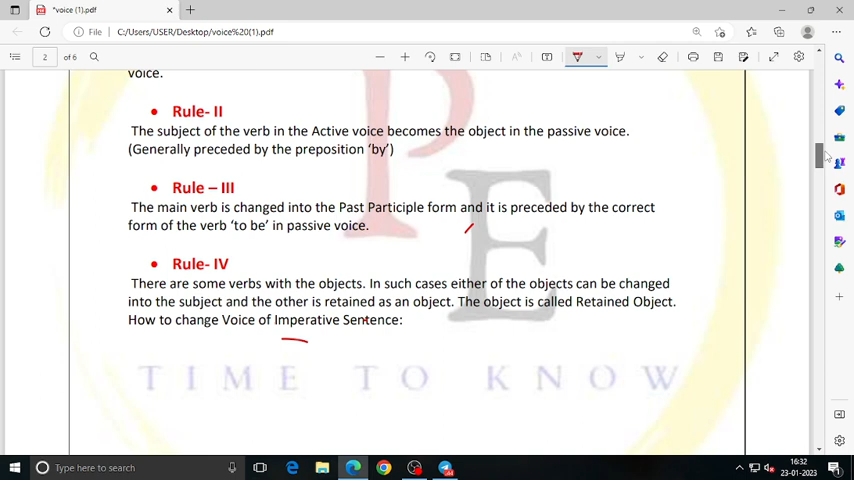 *voice (1).pdf
File
C:/Users/USER/Desktop/voice%20(1).pdf
2
of 6
voice.
• Rule- II
The subject of the verb in the Active voice becomes the object in the passive voice.
(Generally preceded by the preposition ‘by’)
• Rule – III
The main verb is changed into the Past Participle form and it is preceded by the correct
form of the verb ‘to be’ in passive voice.
• Rule- IV
There are some verbs with the objects. In such cases either of the objects can be changed
into the subject and the other is retained as an object. The object is called Retained Object.
How to change Voice of Imperative Sentence:
P
E
TIME TO KNOW
Type here to search
16:32
23-01-2023